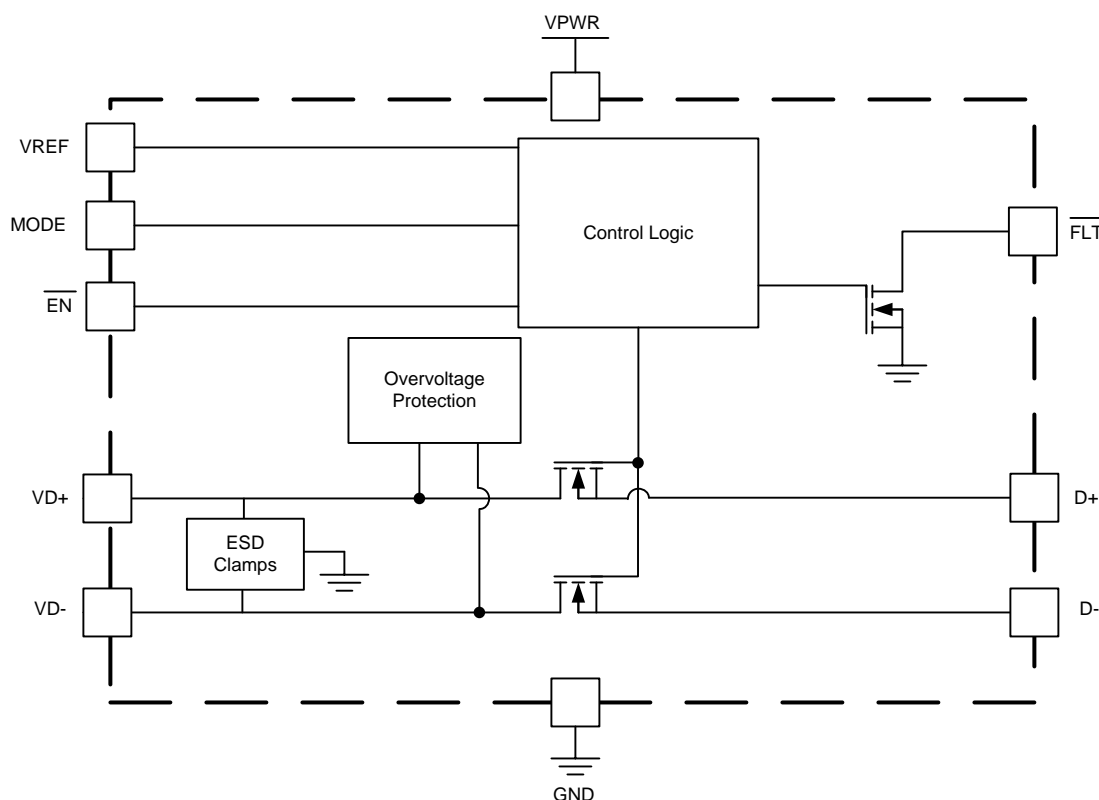 VPWR
VREF
MODE
Control Logic
FLT
EN
Overvoltage
Protection
VD+
D+
ESD
Clamps
VD-
D-
GND